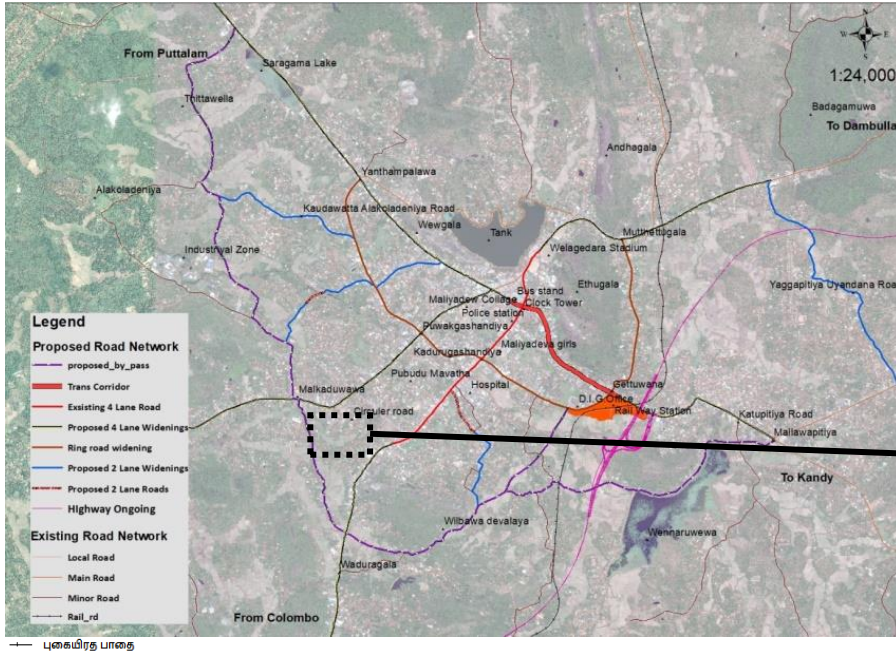 From Puttalam
Saragama Lake
N
W E
S
1:24,000
Thittawella
Badagamuwa
To Dambulla
Andhagala
Yanthampalawa
Alakoladeniya
Kaudawatta Alakoladeniya Road
Wewgala
Tank
Mutthettugala
Welagedara Stadium
Industriyal Zone
Ethugala
Yaggapitiya Uyandana Roa
Bus stand
Maliyadew Collage
Clock Tower
Police station
Puwakgashandiya
Maliyadeva girls
Kadurugashandiya
Pubudu Mavatha
Hospital
Gettuwana
Malkaduwawa
D.I.G.Office
Circuler road
Rail Way Station
Katupitiya Road
Mallawapitiya
To Kandy
Wilbawa devalaya
Wennaruwewa
Waduragala
From Colombo
Legend
Proposed Road Network
proposed_by_pass
Trans Corridor
Exsisting 4 Lane Road
Proposed 4 Lane Widenings
Ring road widening
Proposed 2 Lane Widenings
Proposed 2 Lane Roads
Highway Ongoing
Existing Road Network
Local Road
Main Road
Minor Road
Rail_rd
புகையிரத பாதை